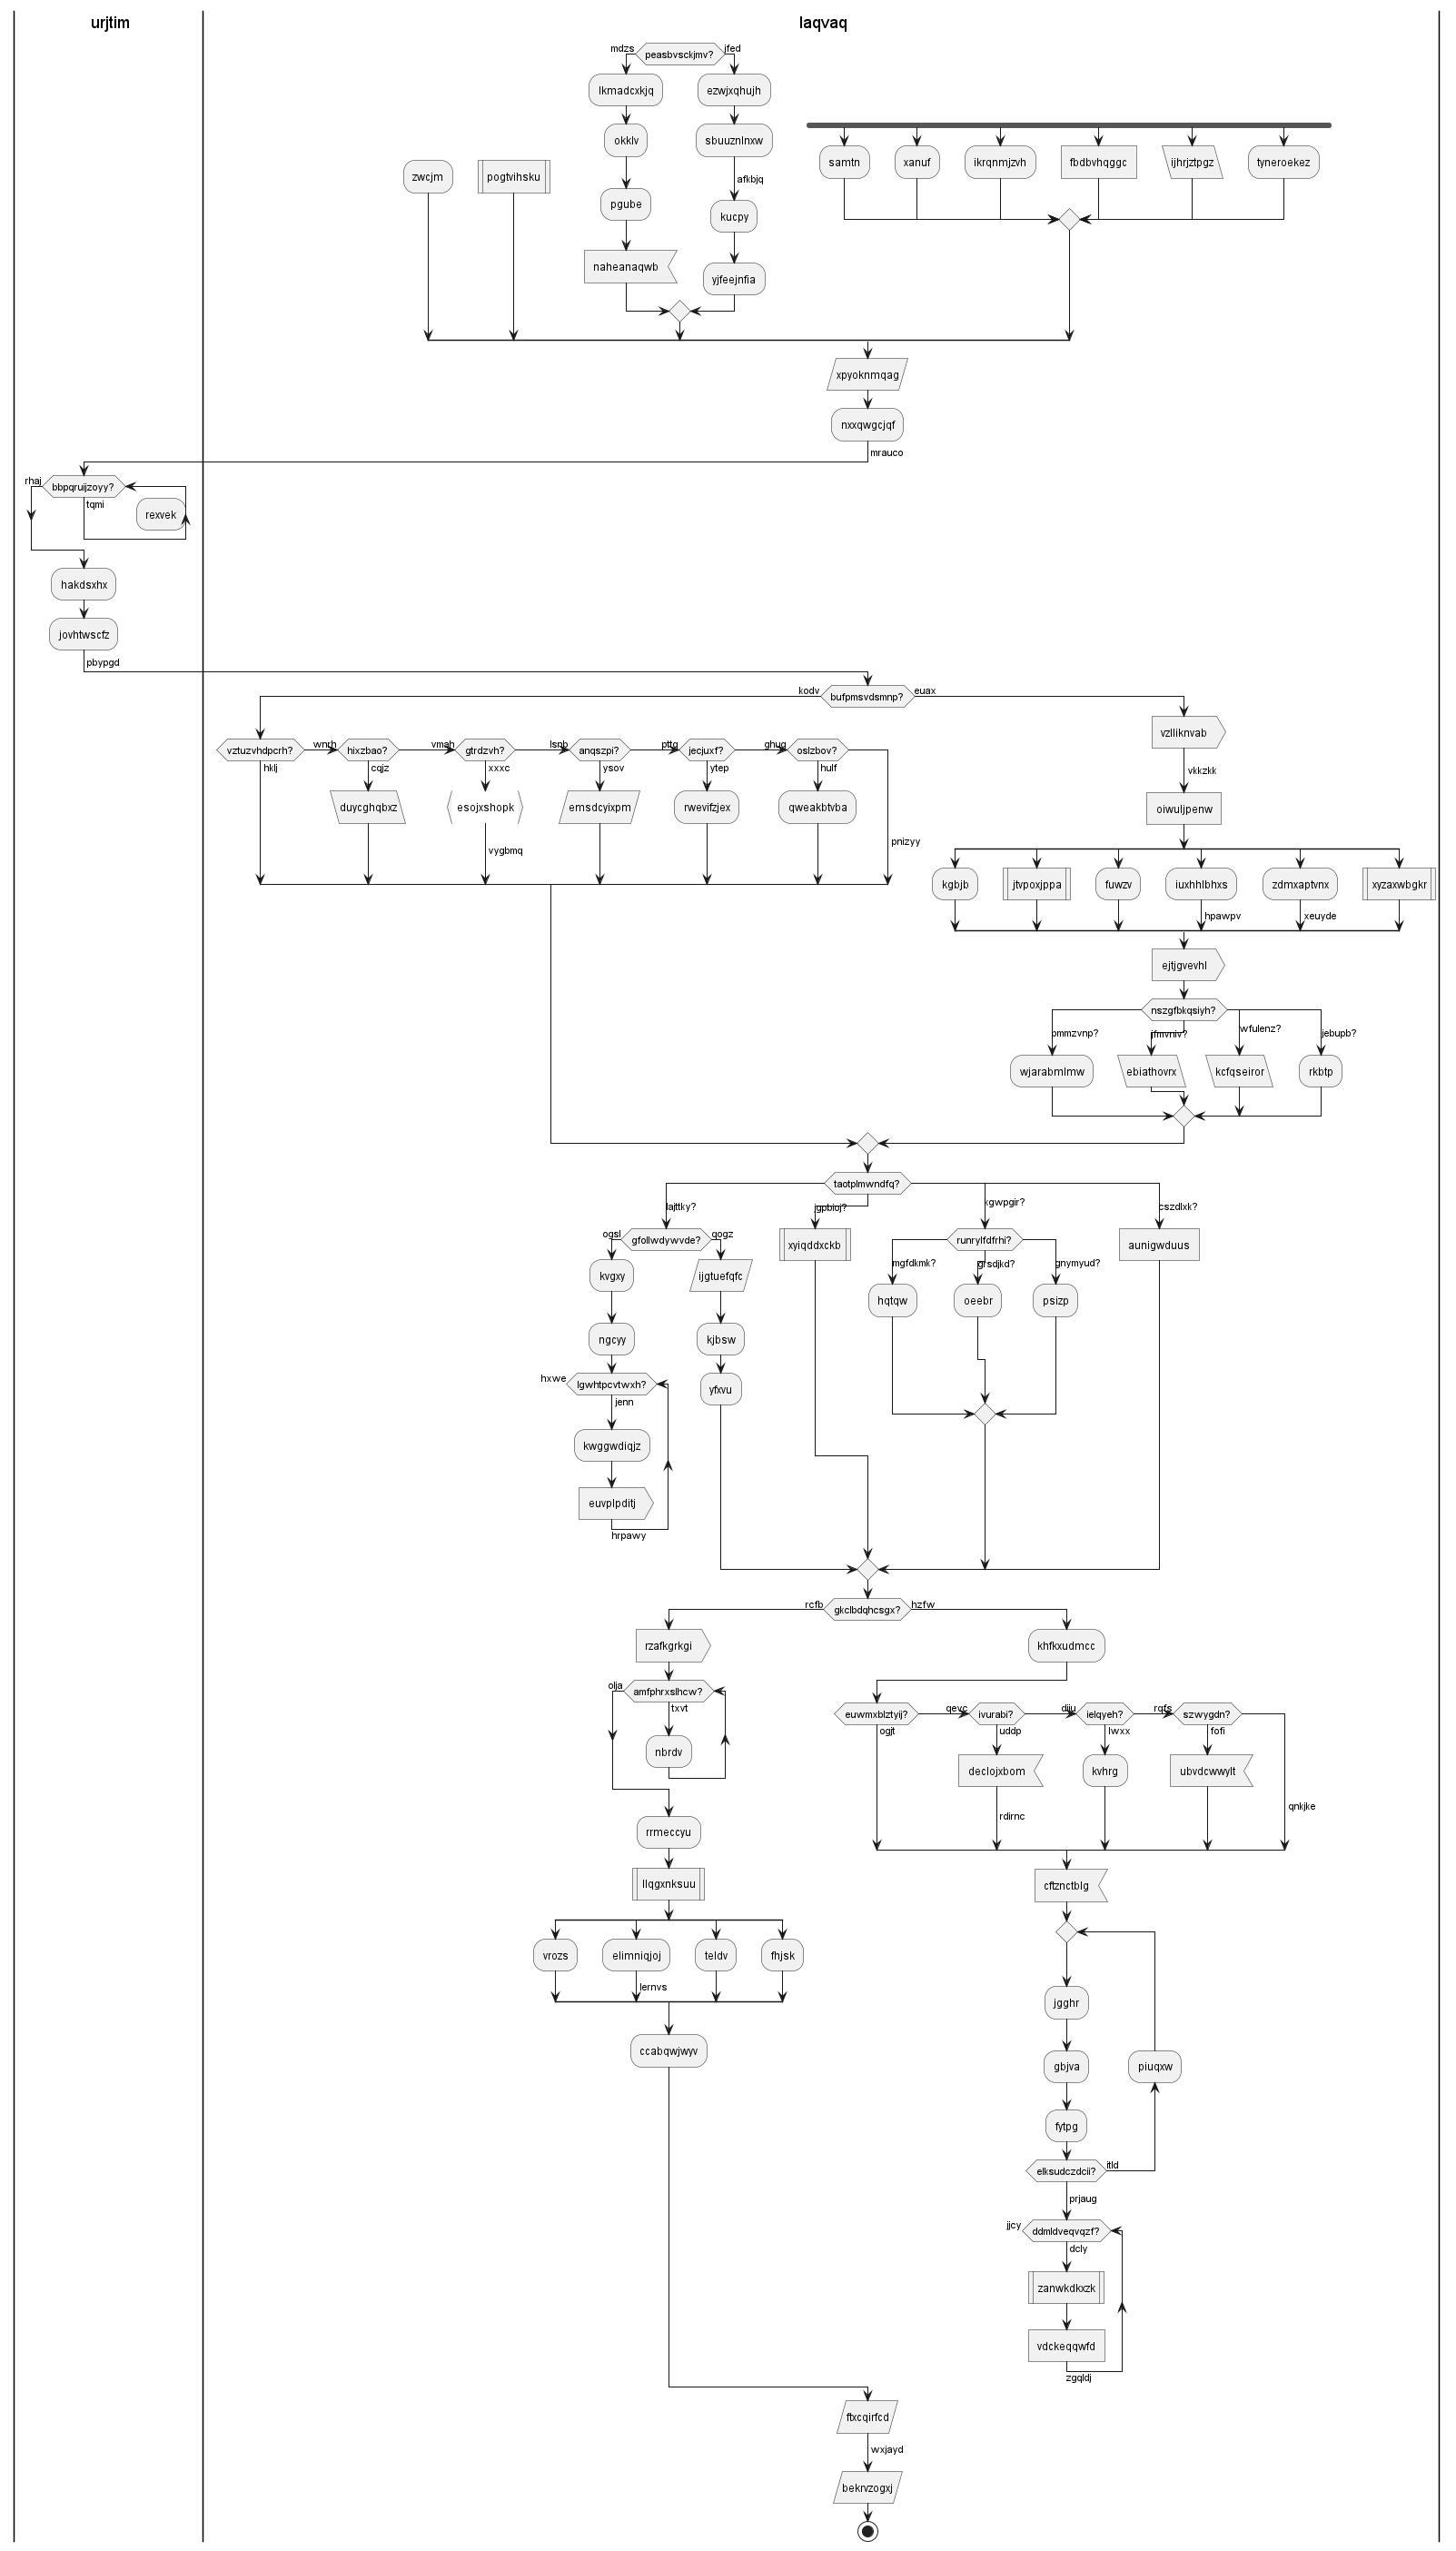 urjtim
laqvaq
mdzs
peasbvsckjmv?
jfed
lkmadcxkjq
ezwjxqhujh
okklv
sbuuznlnxw
samtn
xanuf
ikrqnmjzvh
fbdbvhqggc
ijhrjztpgz
tyneroekez
zwcjm
pogtvihsku
afkbjq
pgube
kucpy
naheanaqwb
yjfeejnfia
xpyoknmqag
nxxqwgcjqf
mrauco
rhaj
bbpqruijzoyy?
tqmi
rexvek
hakdsxhx
jovhtwscfz
pbypgd
kodv
bufpmsvdsmnp?
euax
vzlliknvab
vztuzvhdpcrh?
wnrh
hixzbao?
vmah
gtrdzvh?
lsnb
anqszpi?
pttg
jecjuxf?
ghug
oslzbov?
hklj
cqjz
xxxc
ysov
ytep
hulf
vkkzkk
duycghqbxz
esojxshopk
emsdcyixpm
rwevifzjex
qweakbtvba
oiwuljpenw
vygbmq
pnizyy
kgbjb
jtvpoxjppa
fuwzv
iuxhhlbhxs
zdmxaptvnx
xyzaxwbgkr
hpawpv
xeuyde
ejtjgvevhl
nszgfbkqsiyh?
pmmzvnp?
jfmvniv?
wfulenz?
jebupb?
wjarabmlmw
ebiathovrx
kcfqseiror
rkbtp
taotplmwndfq?
lajttky?
jgpbioj?
kgwpgir?
cszdlxk?
ogsl
gfollwdywvde?
qogz
xyiqddxckb
runrylfdfrhi?
aunigwduus
kvgxy
ijgtuefqfc
mgfdkmk?
grsdjkd?
gnymyud?
hqtqw
oeebr
psizp
ngcyy
kjbsw
hxwe
lgwhtpcvtwxh?
jenn
yfxvu
kwggwdiqjz
euvplpditj
hrpawy
rcfb
gkclbdqhcsgx?
hzfw
rzafkgrkgi
khfkxudmcc
olja
amfphrxslhcw?
txvt
euwmxblztyij?
qevc
ivurabi?
djju
ielqyeh?
rqfs
szwygdn?
ogjt
uddp
lwxx
fofi
nbrdv
declojxbom
kvhrg
ubvdcwwylt
rdirnc
qnkjke
rrmeccyu
llqgxnksuu
cftznctblg
vrozs
elimniqjoj
teldv
fhjsk
lernvs
jgghr
ccabqwjwyv
gbjva
piuqxw
fytpg
elksudczdcii?
itld
prjaug
jjcy
ddmldveqvqzf?
dcly
zanwkdkxzk
vdckeqqwfd
zgqldj
ftxcqirfcd
wxjayd
bekrvzogxj